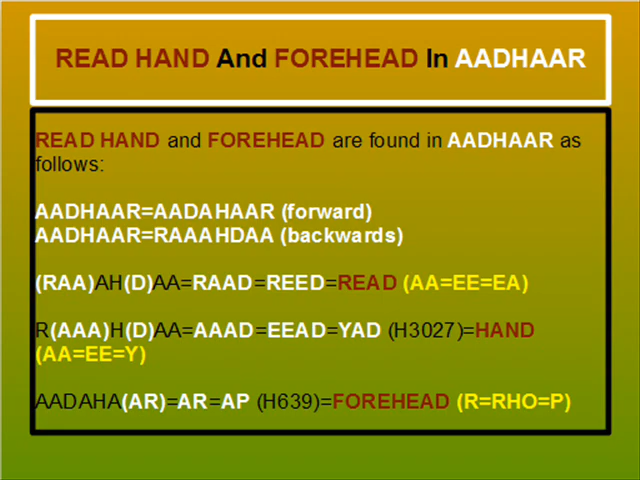 READ HAND And FOREHEAD In AADHAAR
READ HAND and FOREHEAD are found in AADHAAR as
follows:
AADHAAR=AADAHAAR (forward)
AADHAAR=RAAAHDAA (backwards)
(RAA)AH(D)AA=RAAD=REED=READ (AA=EE=EA)
R(AAA)H(D)AA=AAAD=EEAD=YAD (H3027)=HAND
(AA=EE=Y)
AADAHA(AR)=AR=AP (H639)=FOREHEAD (R=RHO=P)